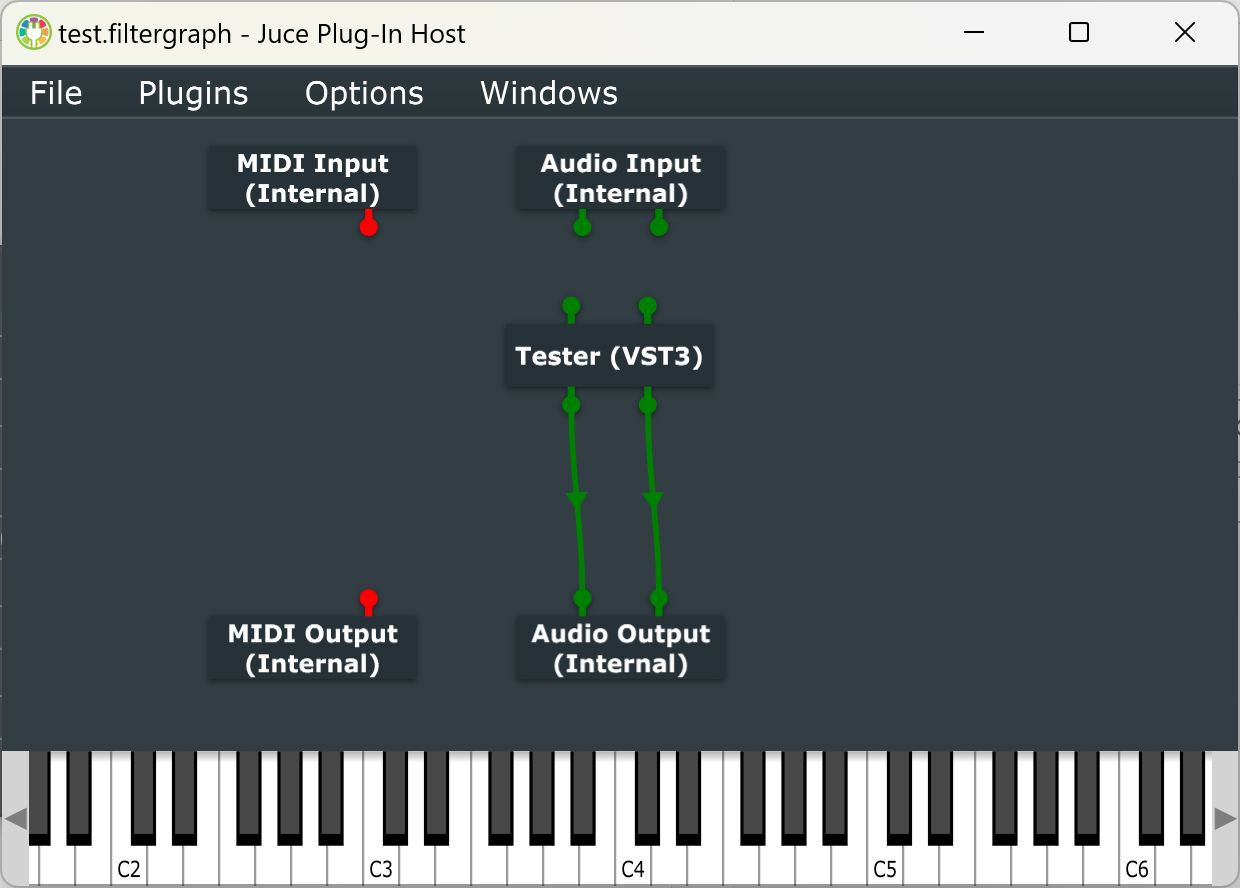 test.filtergraph - Juce Plug-In Host
File Plugins Options Windows
MIDI Input
(Internal)
Audio Input
(Internal)
Tester (VST3)
MIDI Output
(Internal)
Audio Output
(Internal)
C2 C3 C4 C5 C6